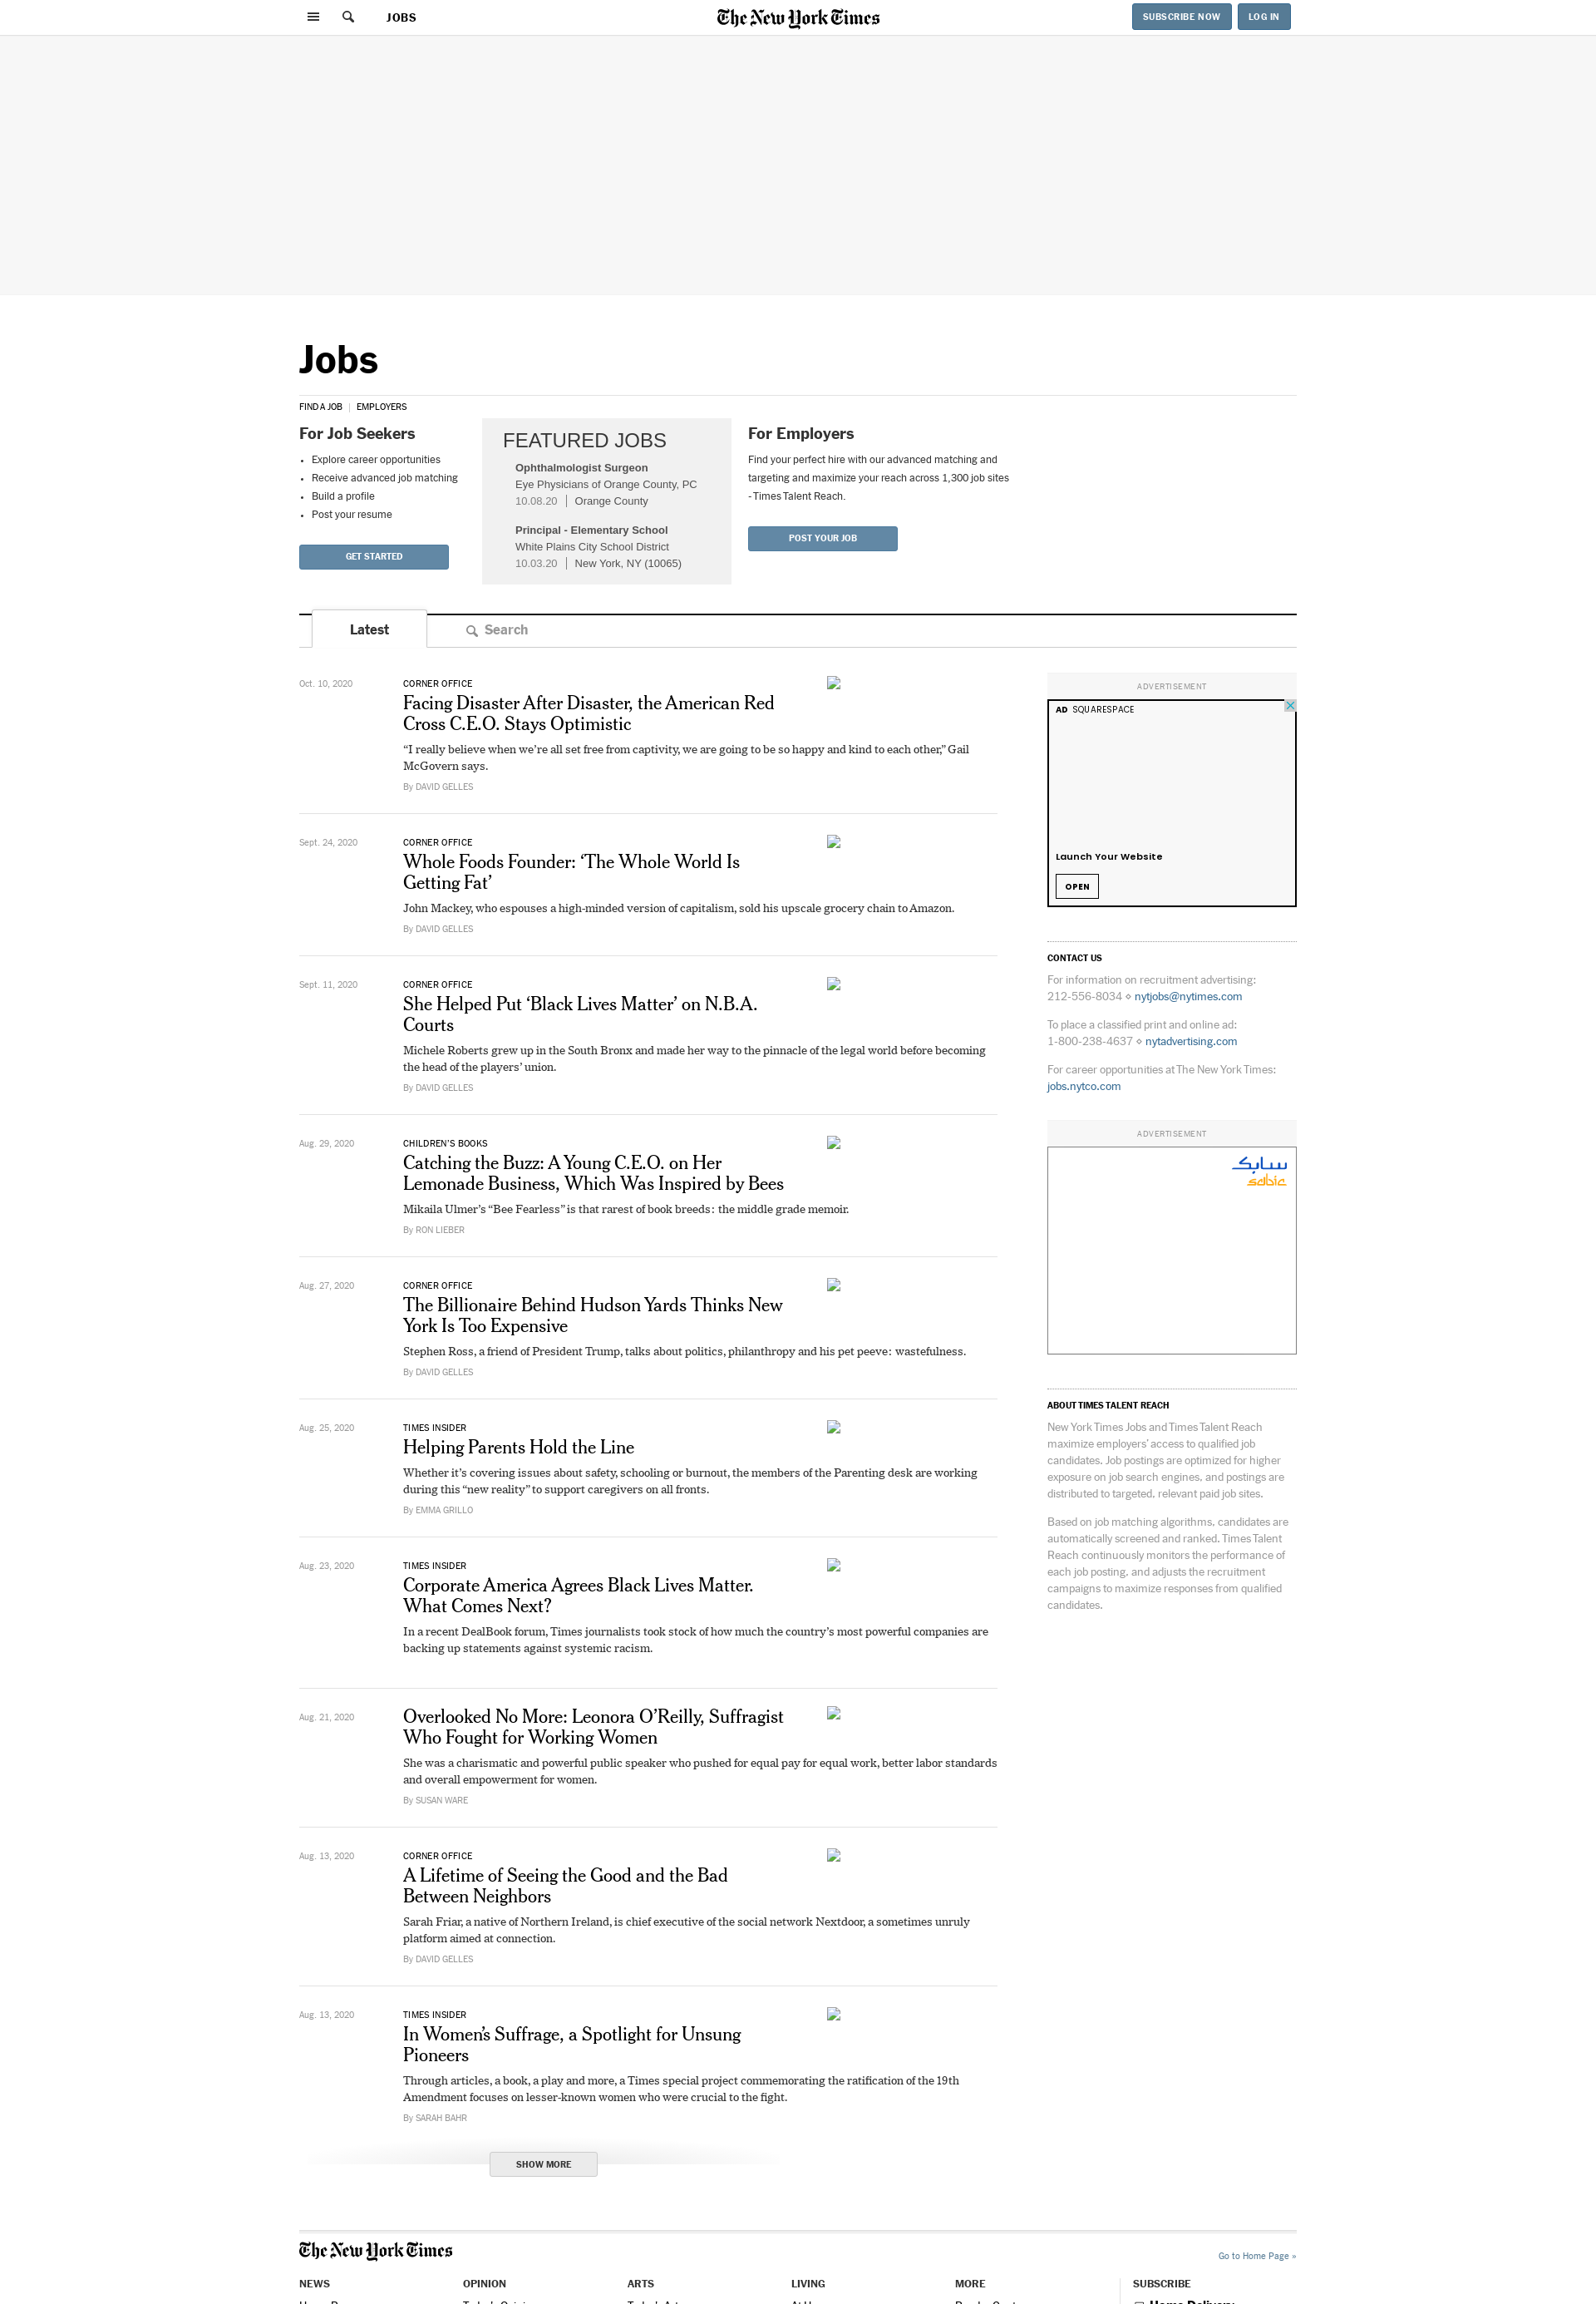 JOBS
The New York Times
SUBSCRIBE NOW
LOG IN
Jobs
FIND A JOB | EMPLOYERS
For Job Seekers
• Explore career opportunities
• Receive advanced job matching
• Build a profile
• Post your resume
GET STARTED
FEATURED JOBS
Ophthalmologist Surgeon
Eye Physicians of Orange County, PC
10.08.20 | Orange County
Principal - Elementary School
White Plains City School District
10.03.20 | New York, NY (10065)
For Employers
Find your perfect hire with our advanced matching and
targeting and maximize your reach across 1,300 job sites
- Times Talent Reach.
POST YOUR JOB
Latest
Search
Oct. 10, 2020
CORNER OFFICE
Facing Disaster After Disaster, the American Red
Cross C.E.O. Stays Optimistic
“I really believe when we’re all set free from captivity, we are going to be so happy and kind to each other,” Gail
McGovern says.
By DAVID GELLES
Sept. 24, 2020
CORNER OFFICE
Whole Foods Founder: ‘The Whole World Is
Getting Fat’
John Mackey, who espouses a high-minded version of capitalism, sold his upscale grocery chain to Amazon.
By DAVID GELLES
Sept. 11, 2020
CORNER OFFICE
She Helped Put ‘Black Lives Matter’ on N.B.A.
Courts
Michele Roberts grew up in the South Bronx and made her way to the pinnacle of the legal world before becoming
the head of the players’ union.
By DAVID GELLES
Aug. 29, 2020
CHILDREN’S BOOKS
Catching the Buzz: A Young C.E.O. on Her
Lemonade Business, Which Was Inspired by Bees
Mikaila Ulmer’s “Bee Fearless” is that rarest of book breeds: the middle grade memoir.
By RON LIEBER
Aug. 27, 2020
CORNER OFFICE
The Billionaire Behind Hudson Yards Thinks New
York Is Too Expensive
Stephen Ross, a friend of President Trump, talks about politics, philanthropy and his pet peeve: wastefulness.
By DAVID GELLES
Aug. 25, 2020
TIMES INSIDER
Helping Parents Hold the Line
Whether it’s covering issues about safety, schooling or burnout, the members of the Parenting desk are working
during this “new reality” to support caregivers on all fronts.
By EMMA GRILLO
Aug. 23, 2020
TIMES INSIDER
Corporate America Agrees Black Lives Matter.
What Comes Next?
In a recent DealBook forum, Times journalists took stock of how much the country’s most powerful companies are
backing up statements against systemic racism.
Aug. 21, 2020
Overlooked No More: Leonora O’Reilly, Suffragist
Who Fought for Working Women
She was a charismatic and powerful public speaker who pushed for equal pay for equal work, better labor standards
and overall empowerment for women.
By SUSAN WARE
Aug. 13, 2020
CORNER OFFICE
A Lifetime of Seeing the Good and the Bad
Between Neighbors
Sarah Friar, a native of Northern Ireland, is chief executive of the social network Nextdoor, a sometimes unruly
platform aimed at connection.
By DAVID GELLES
Aug. 13, 2020
TIMES INSIDER
In Women’s Suffrage, a Spotlight for Unsung
Pioneers
Through articles, a book, a play and more, a Times special project commemorating the ratification of the 19th
Amendment focuses on lesser-known women who were crucial to the fight.
By SARAH BAHR
SHOW MORE
ADVERTISEMENT
AD SQUARESPACE
Launch Your Website
OPEN
CONTACT US
For information on recruitment advertising:
212-556-8034 ⋄ nytjobs@nytimes.com
To place a classified print and online ad:
1-800-238-4637 ⋄ nytadvertising.com
For career opportunities at The New York Times:
jobs.nytco.com
ADVERTISEMENT
سابك
sabic
ABOUT TIMES TALENT REACH
New York Times Jobs and Times Talent Reach
maximize employers’ access to qualified job
candidates. Job postings are optimized for higher
exposure on job search engines, and postings are
distributed to targeted, relevant paid job sites.
Based on job matching algorithms, candidates are
automatically screened and ranked. Times Talent
Reach continuously monitors the performance of
each job posting, and adjusts the recruitment
campaigns to maximize responses from qualified
candidates.
The New York Times
Go to Home Page »
NEWS
OPINION
ARTS
LIVING
MORE
SUBSCRIBE
Home Delivery